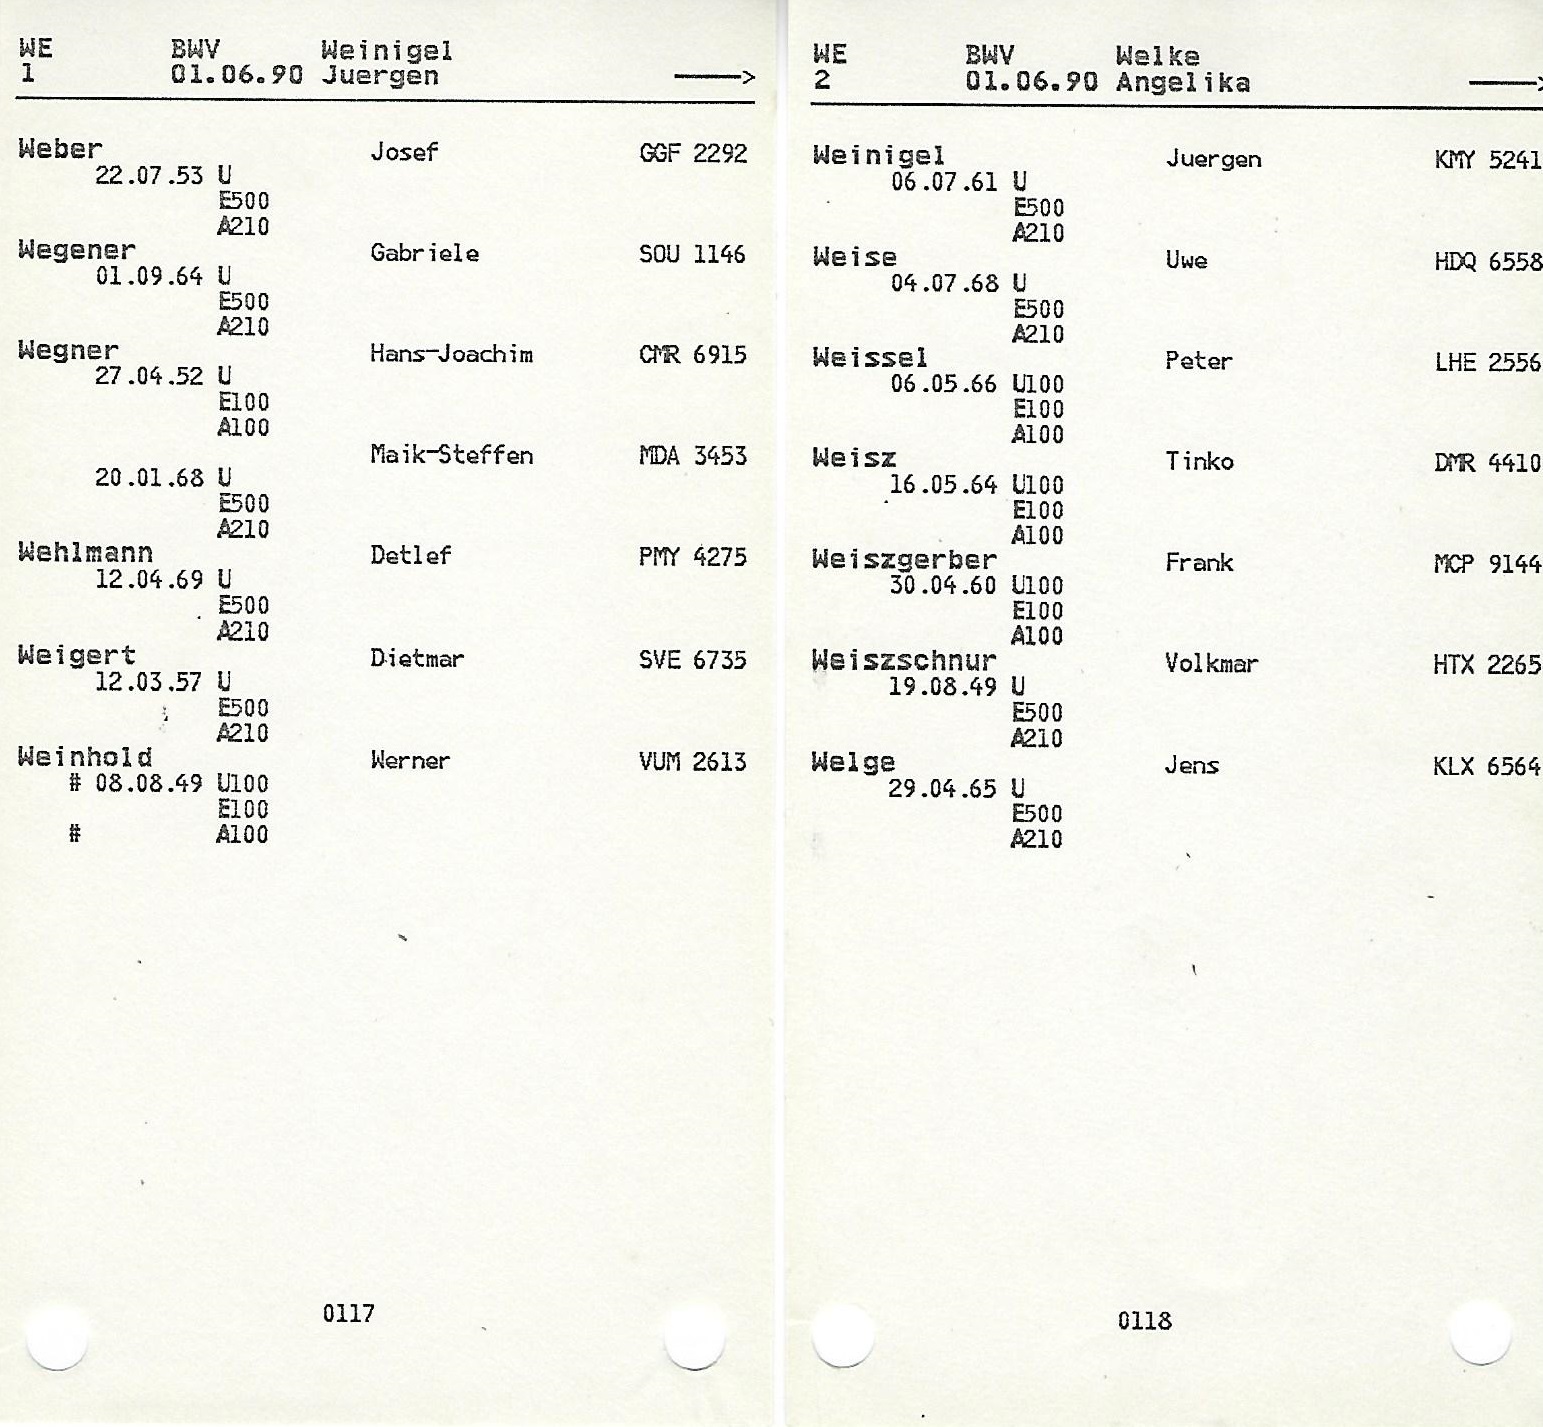 WE BWV Weinigel
1 01.06.90 Juergen ——>
Weber Josef GGF 2292
22.07.53 U
E500
A210
Wegener Gabriele SOU 1146
01.09.64 U
E500
A210
Wegner Hans-Joachim CMR 6915
27.04.52 U
E100
A100
Maik-Steffen MDA 3453
20.01.68 U
E500
A210
Wehlmann Detlef PMY 4275
12.04.69 U
E500
A210
Weigert Dietmar SVE 6735
12.03.57 U
E500
A210
Weinhold Werner VUM 2613
# 08.08.49 U100
E100
# A100
0117
WE BWV Welke
2 01.06.90 Angelika ——>
Weinigel Juergen KMY 5241
06.07.61 U
E500
A210
Weise Uwe HDQ 6558
04.07.68 U
E500
A210
Weissel Peter LHE 2556
06.05.66 U100
E100
A100
Weisz Tinko DMR 4410
16.05.64 U100
E100
A100
Weiszgerber Frank MCP 9144
30.04.60 U100
E100
A100
Weiszschnur Volkmar HTX 2265
19.08.49 U
E500
A210
Welge Jens KLX 6564
29.04.65 U
E500
A210
0118